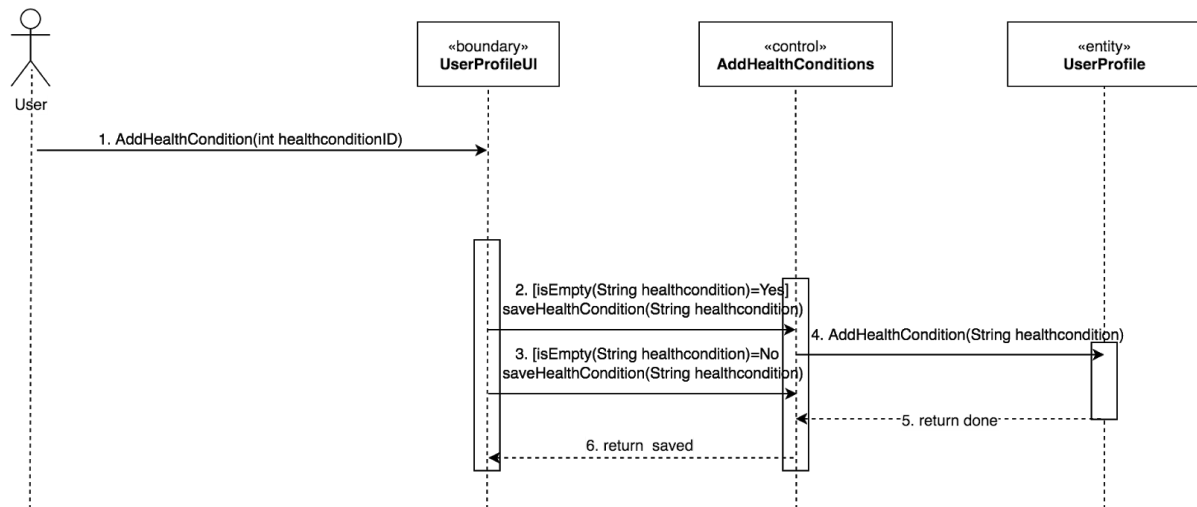 «boundary»
UserProfileUI
«control»
AddHealthConditions
«entity»
UserProfile
User
1. AddHealthCondition(int healthconditionID)
2. [isEmpty(String healthcondition)=Yes]
saveHealthCondition(String healthcondition)
4. AddHealthCondition(String healthcondition)
3. [isEmpty(String healthcondition)=No
saveHealthCondition(String healthcondition)
5. return done
6. return saved